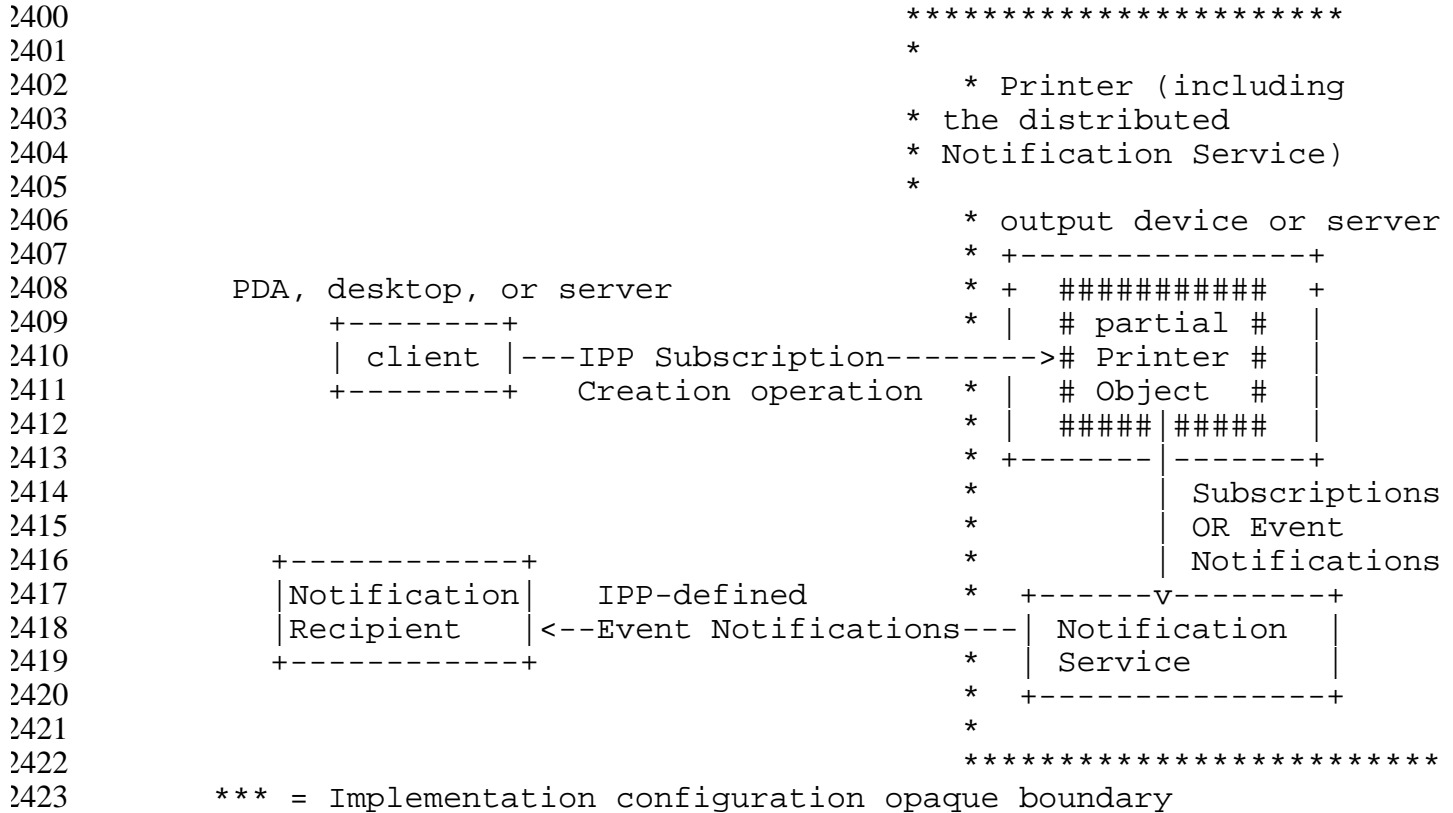 2400                                             ***********************
2401                                             *
2402                                                * Printer (including
2403                                             * the distributed
2404                                             * Notification Service)
2405                                             *
2406                                                * output device or server
2407                                                * +---------------+
2408         PDA, desktop, or server                * +  ###########  +
2409              +--------+                        * |  # partial #  |
2410              | client |---IPP Subscription--------># Printer #  |
2411              +--------+   Creation operation  * |  # Object  #  |
2412                                                * |  #####|#####  |
2413                                                * +-------|-------+
2414                                                *         | Subscriptions
2415                                                *         | OR Event
2416           +------------+                       *         | Notifications
2417           |Notification|   IPP-defined         *  +------v--------+
2418           |Recipient   |<--Event Notifications---| Notification  |
2419           +------------+                       *  | Service       |
2420                                                *  +---------------+
2421                                                *
2422                                                *************************
2423        *** = Implementation configuration opaque boundary